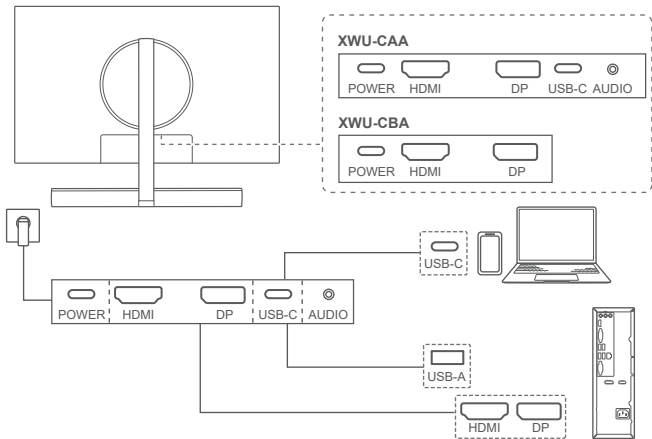 XWU-CAA
POWER HDMI DP USB-C AUDIO
XWU-CBA
POWER HDMI DP
USB-C
POWER HDMI DP USB-C AUDIO
USB-A
HDMI DP